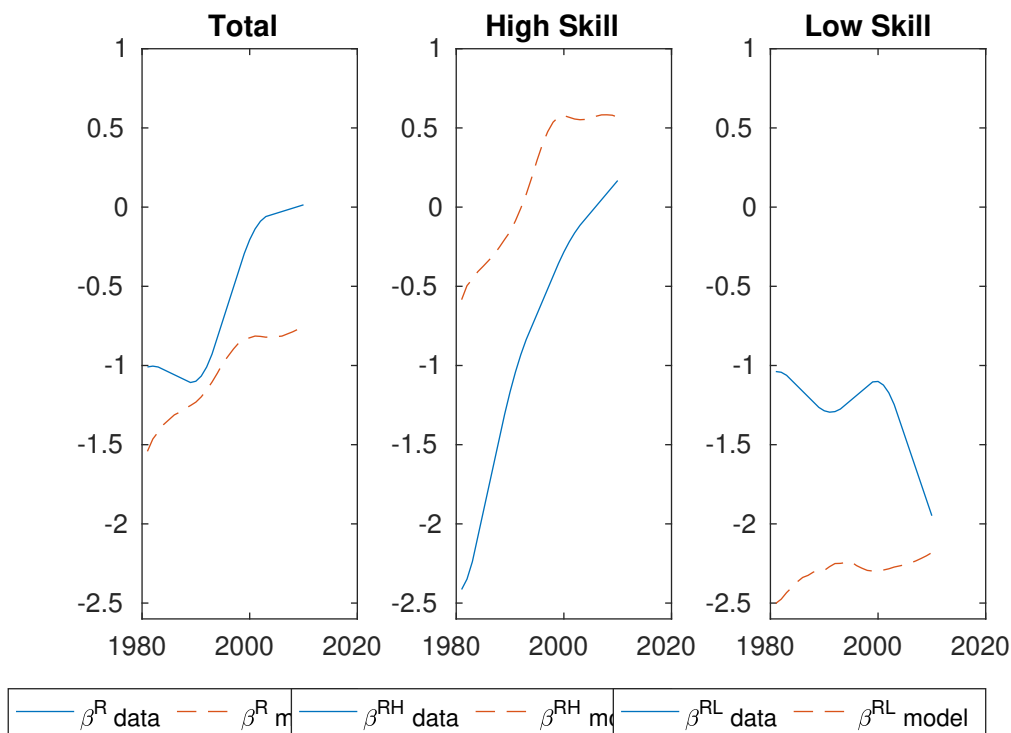 Total High Skill Low Skill
1 1 1
0.5 0.5 0.5
0 0 0
-0.5 -0.5 -0.5
-1 -1 -1
-1.5 -1.5 -1.5
-2 -2 -2
-2.5 -2.5 -2.5
1980 2000 2020 1980 2000 2020 1980 2000 2020
β^R data β^R m β^RH data β^RH mo β^RL data β^RL model